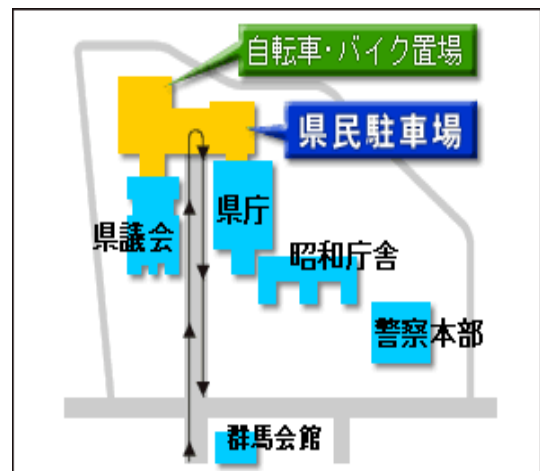 自転車・バイク置場
県民駐車場
県庁
県議会
昭和庁舎
警察本部
群馬会館